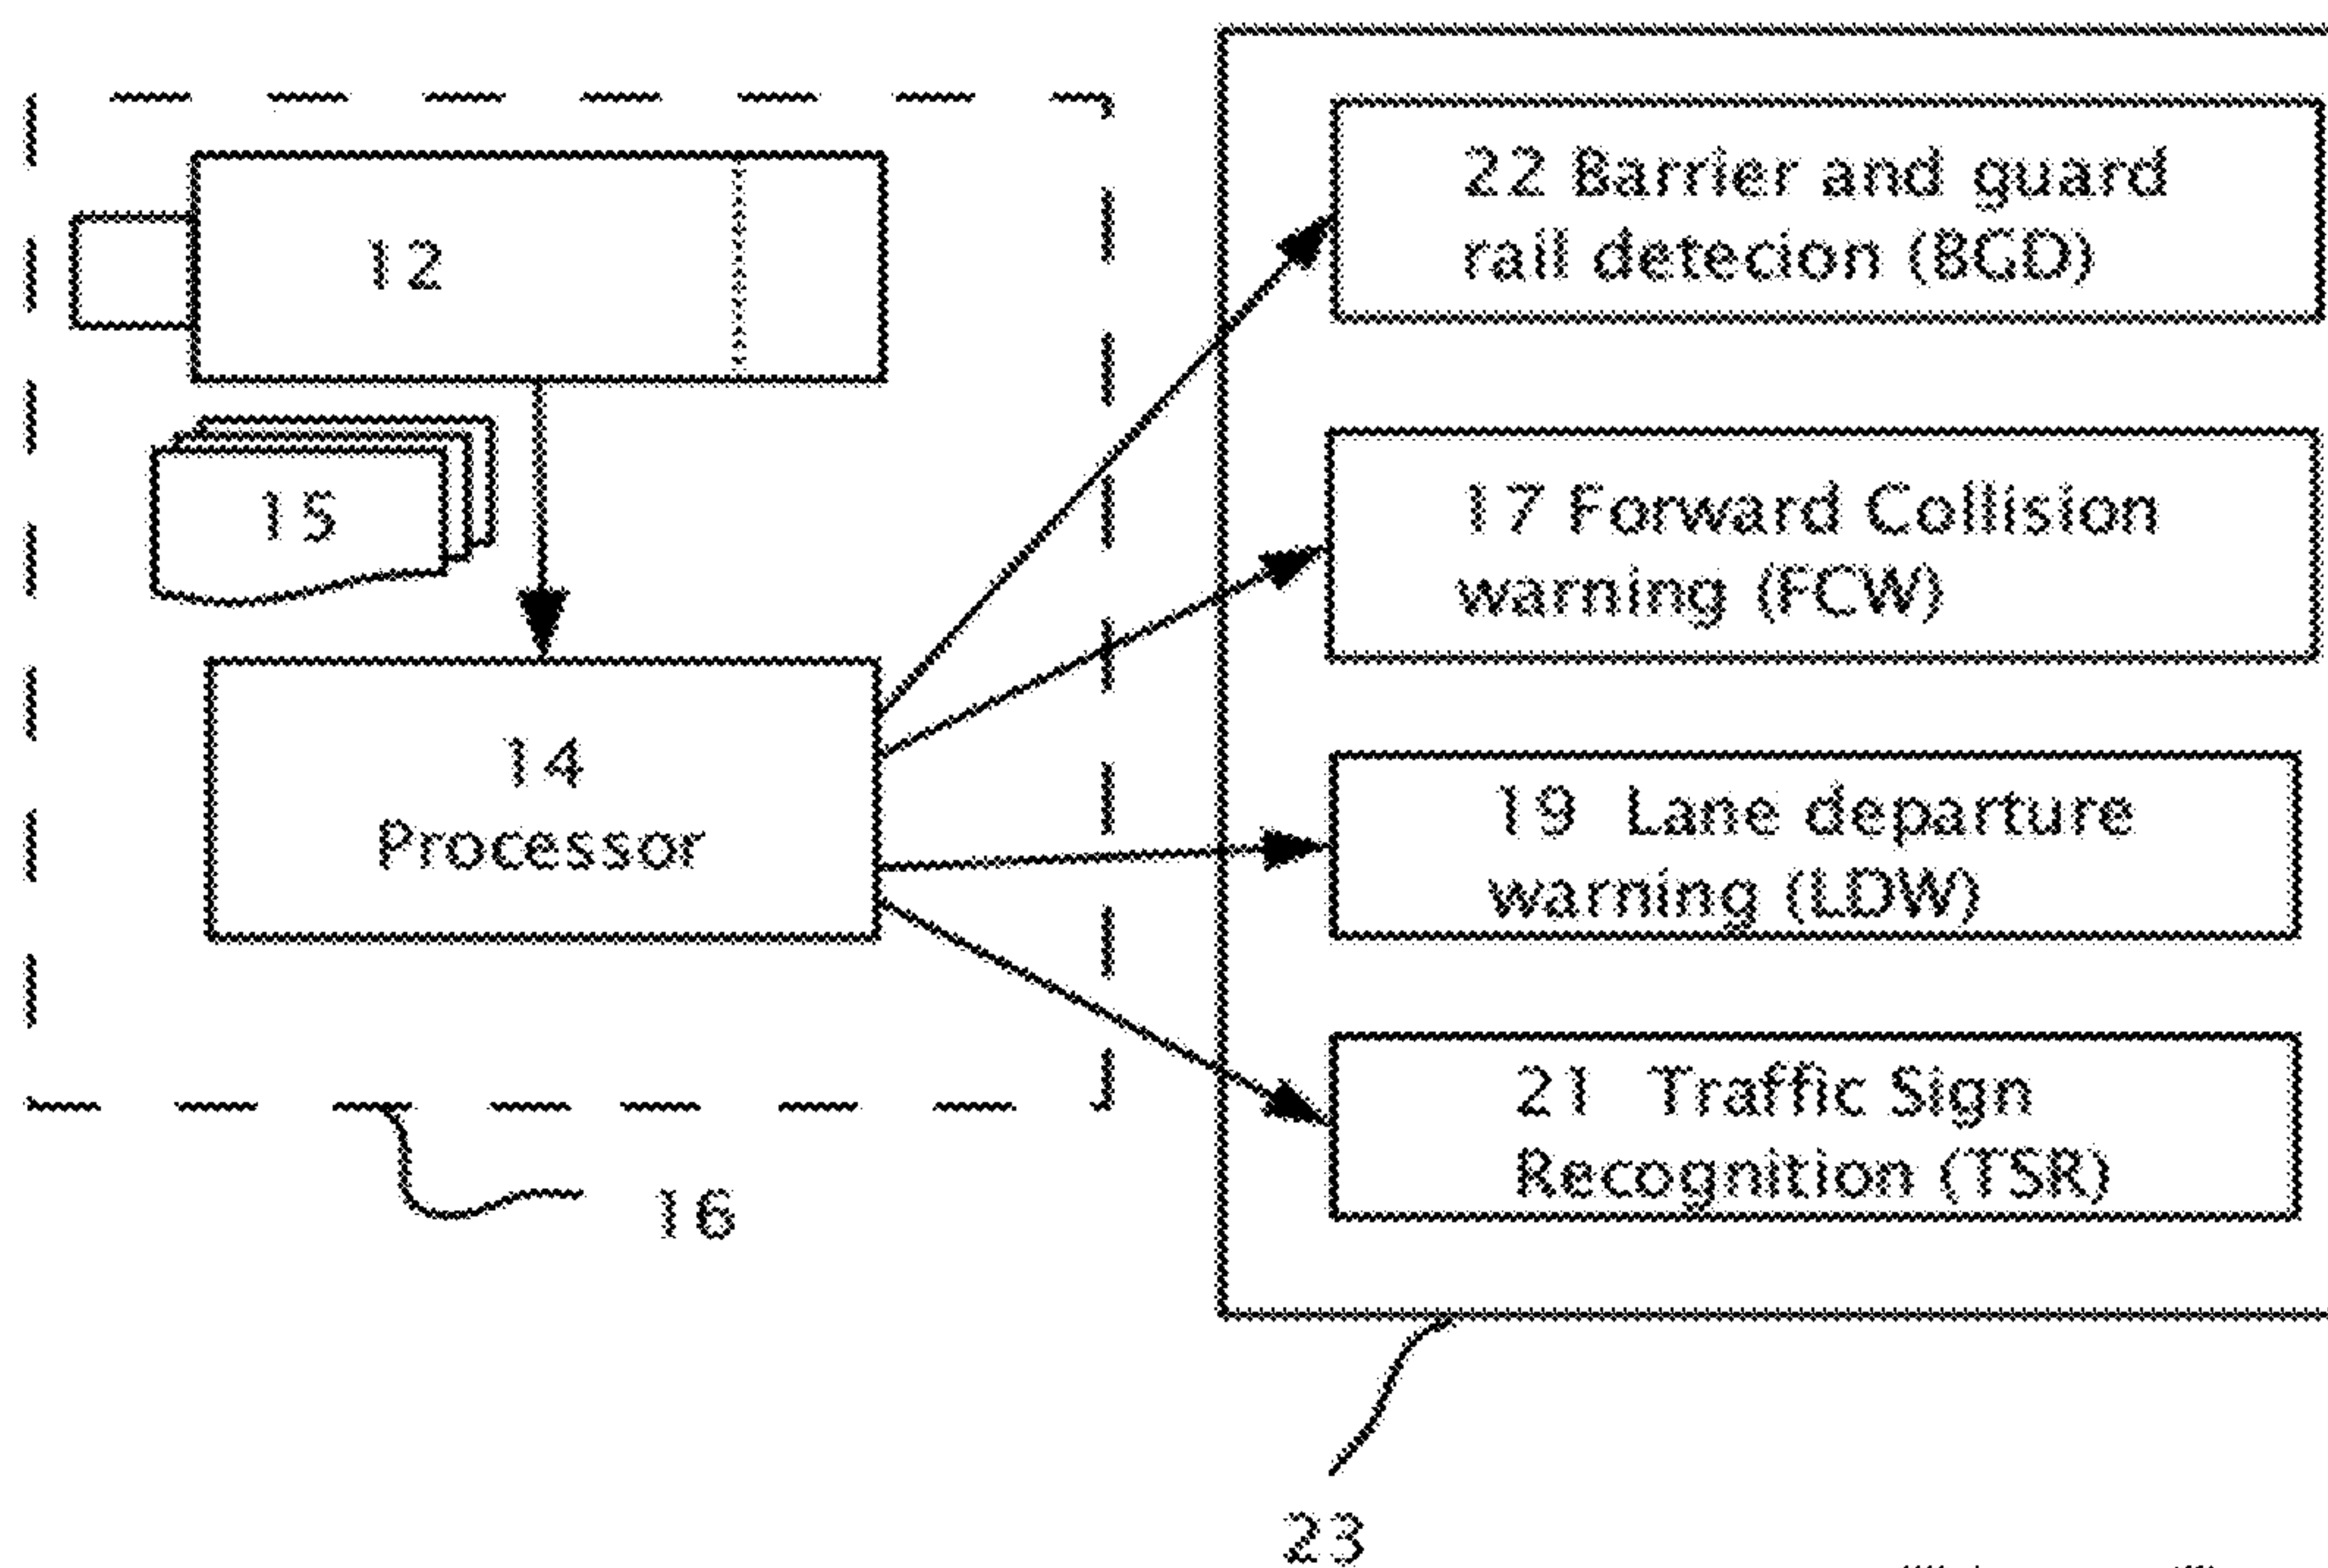 12
15
14
Processor
16
22 Barrier and guard
rail detecion (BGD)
17 Forward Collision
warning (FCW)
19 Lane departure
warning (LDW)
21 Traffic Sign
Recognition (TSR)
23